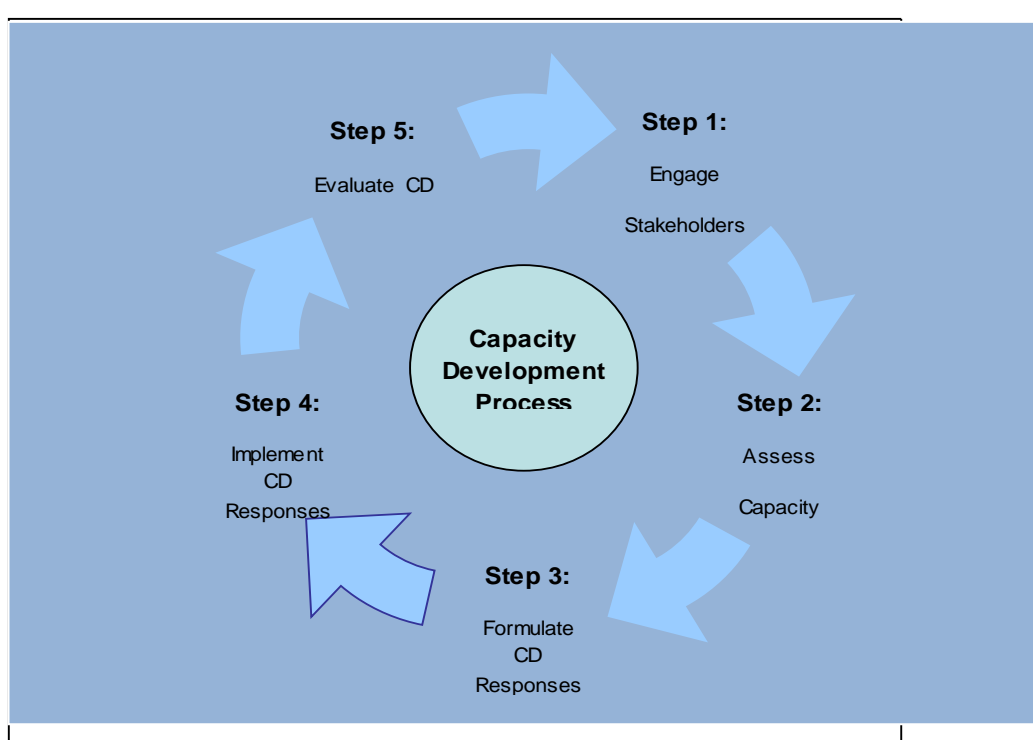 Step 5:
Evaluate CD
Step 1:
Engage
Stakeholders
Capacity
Development
Process
Step 4:
Implement
CD
Responses
Step 2:
Assess
Capacity
Step 3:
Formulate
CD
Responses